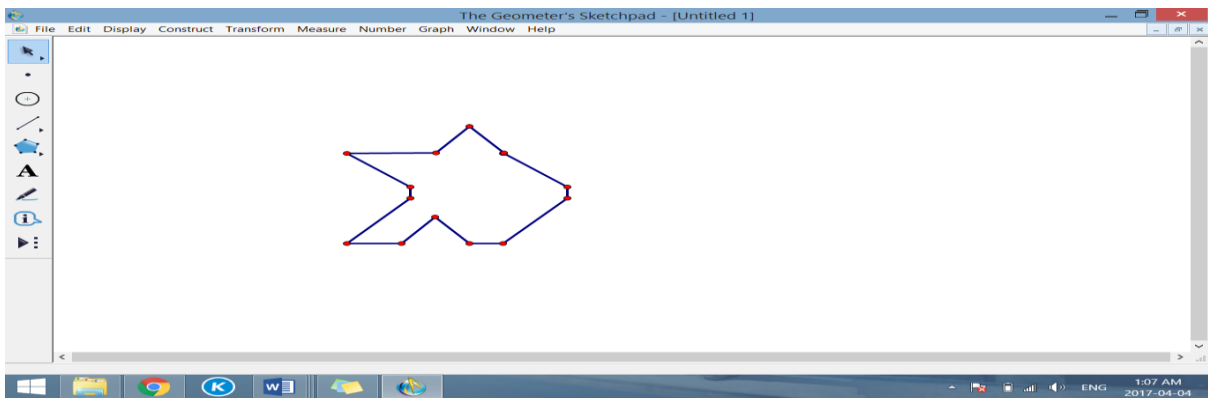 The Geometer's Sketchpad - [Untitled 1]
File Edit Display Construct Transform Measure Number Graph Window Help
A
K
W
ENG
1:07 AM
2017-04-04